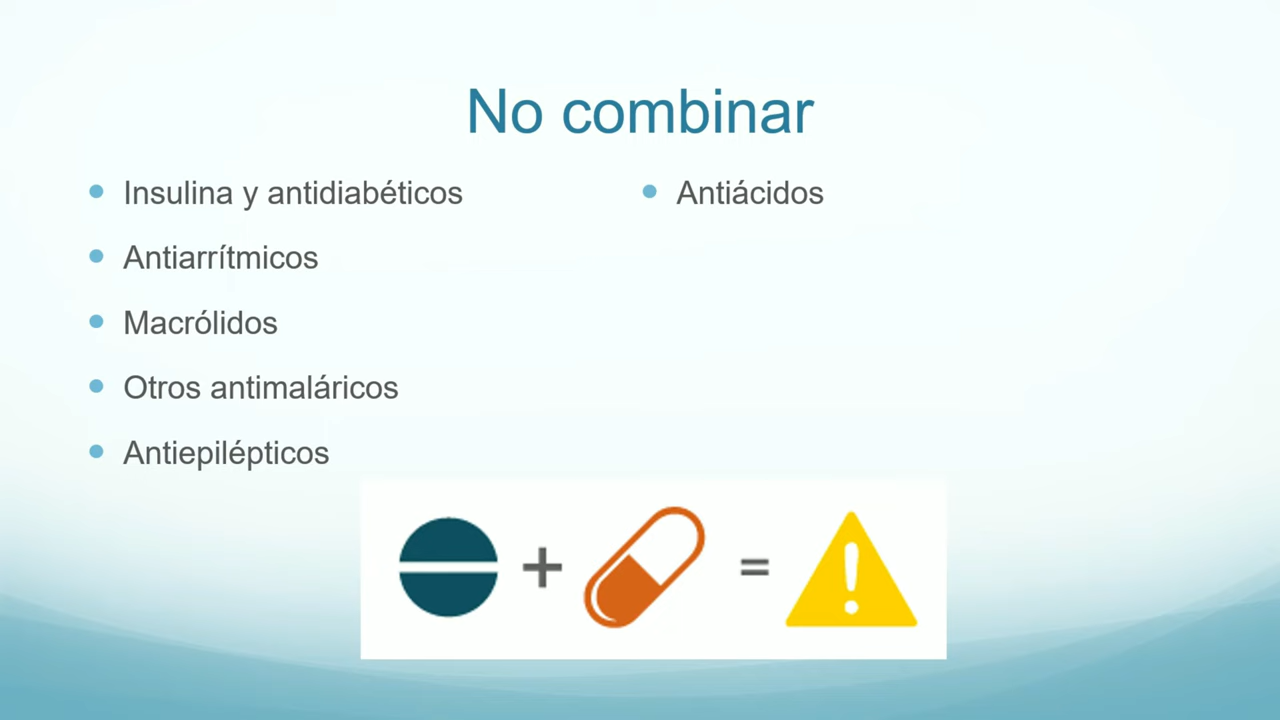 No combinar
Insulina y antidiabéticos
Antiarrítmicos
Macrólidos
Otros antimaláricos
Antiepilépticos
Antiácidos
+ =
!